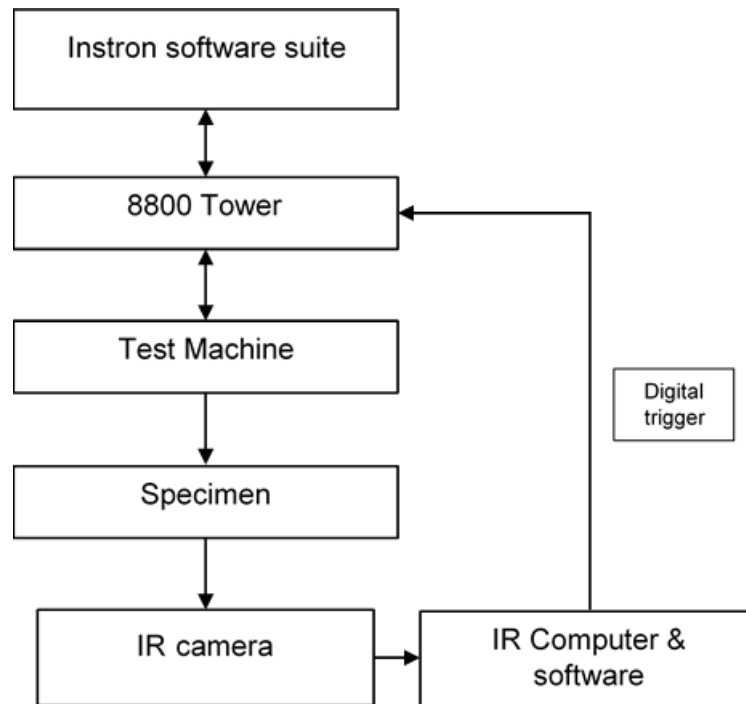 Instron software suite
8800 Tower
Test Machine
Digital
trigger
Specimen
IR camera
IR Computer &
software